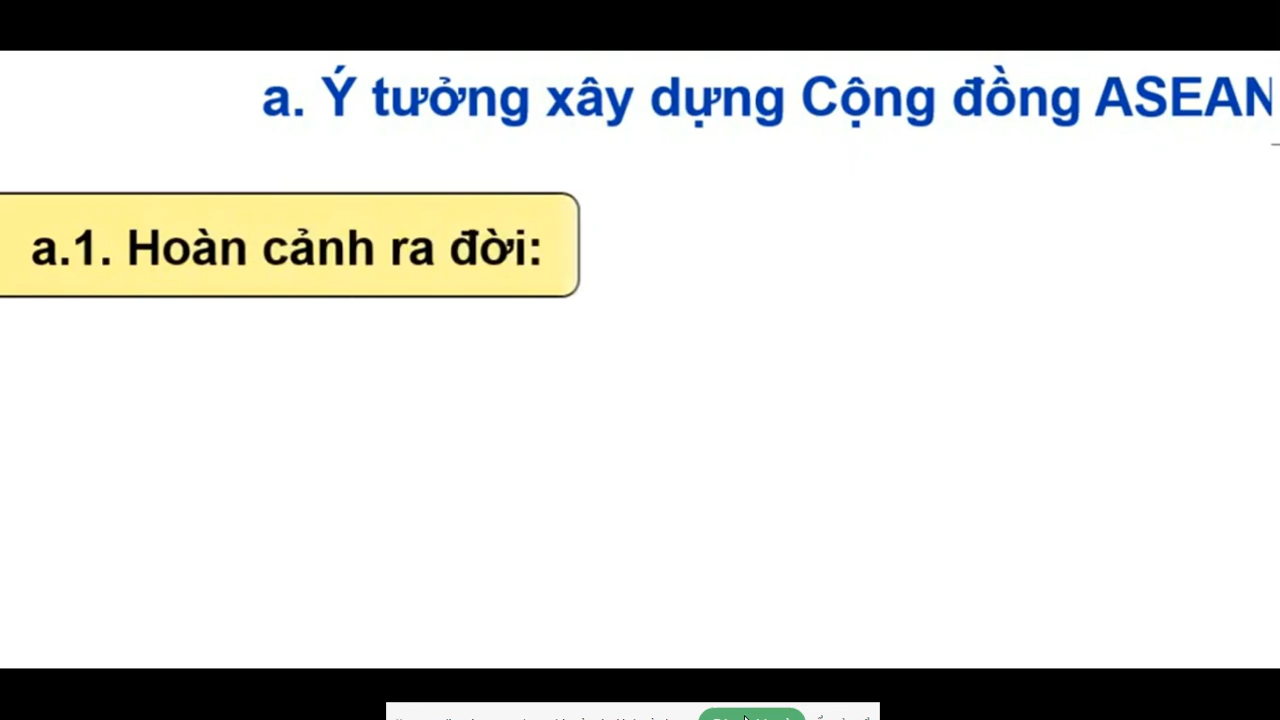 a. Ý tưởng xây dựng Cộng đồng ASEAN
a.1. Hoàn cảnh ra đời: